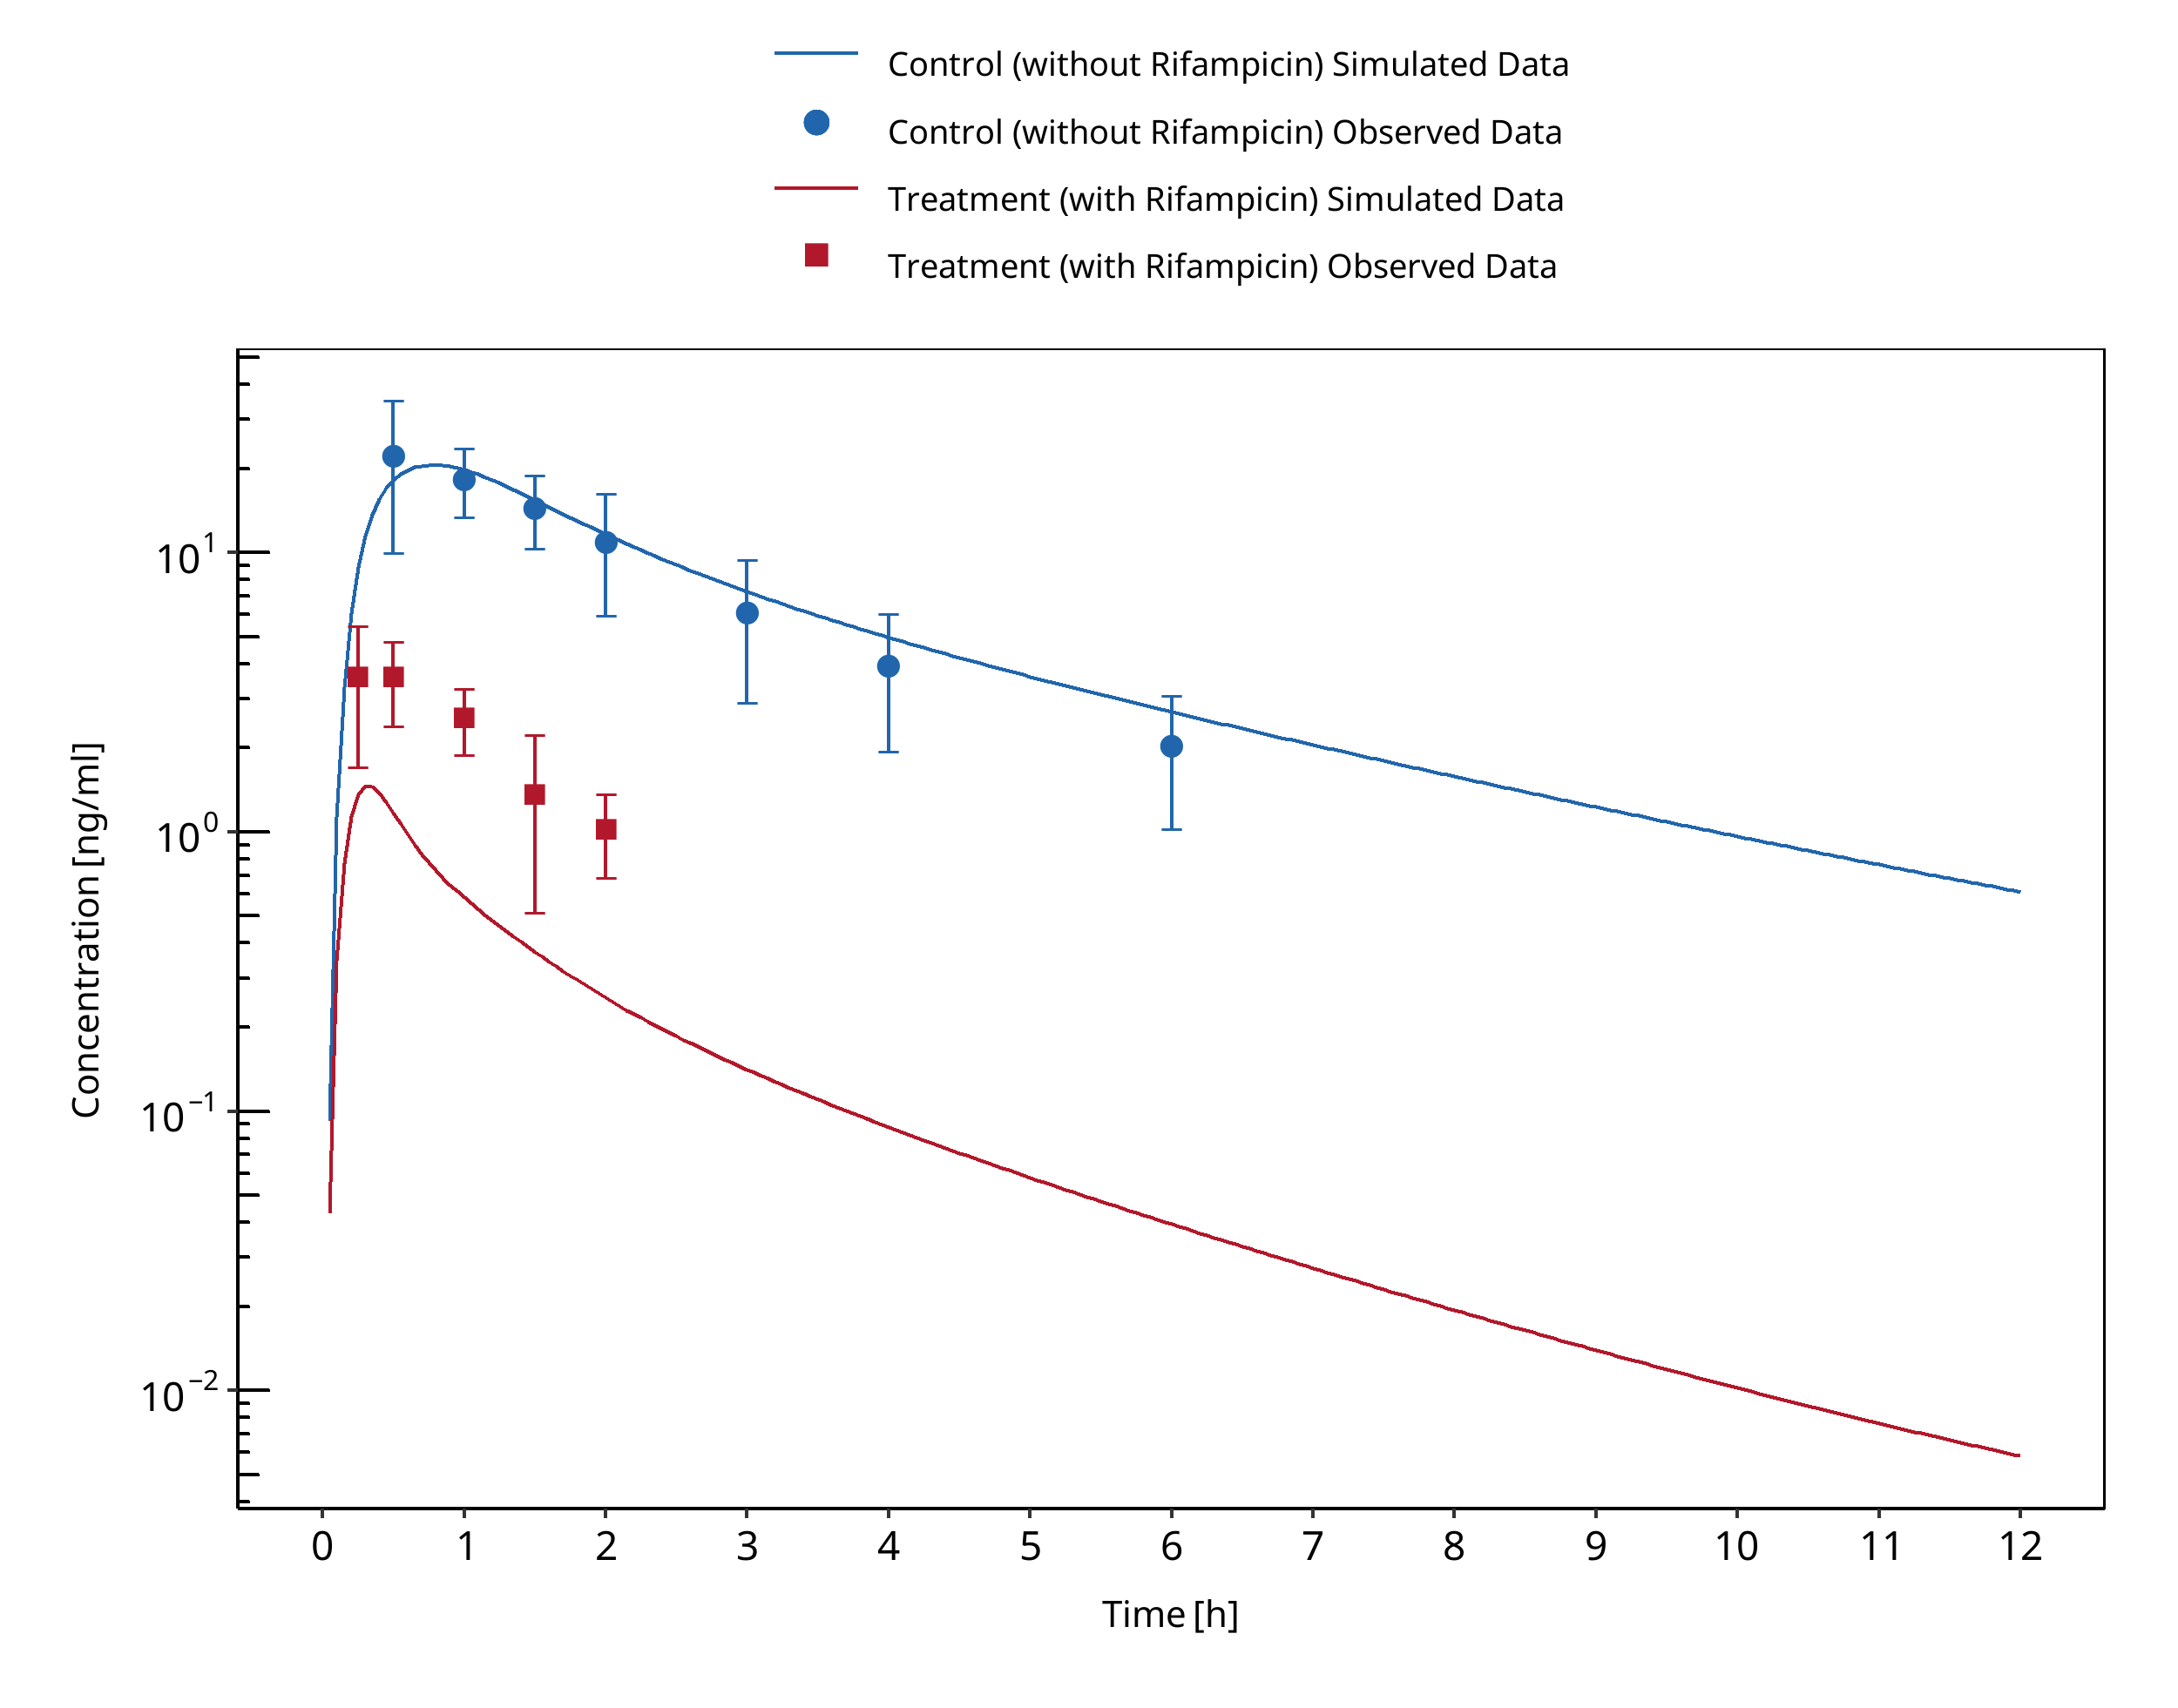 Control (without Rifampicin) Simulated Data
Control (without Rifampicin) Observed Data
Treatment (with Rifampicin) Simulated Data
Treatment (with Rifampicin) Observed Data
Concentration [ng/ml]
10¹
10⁰
10⁻¹
10⁻²
0 1 2 3 4 5 6 7 8 9 10 11 12
Time [h]